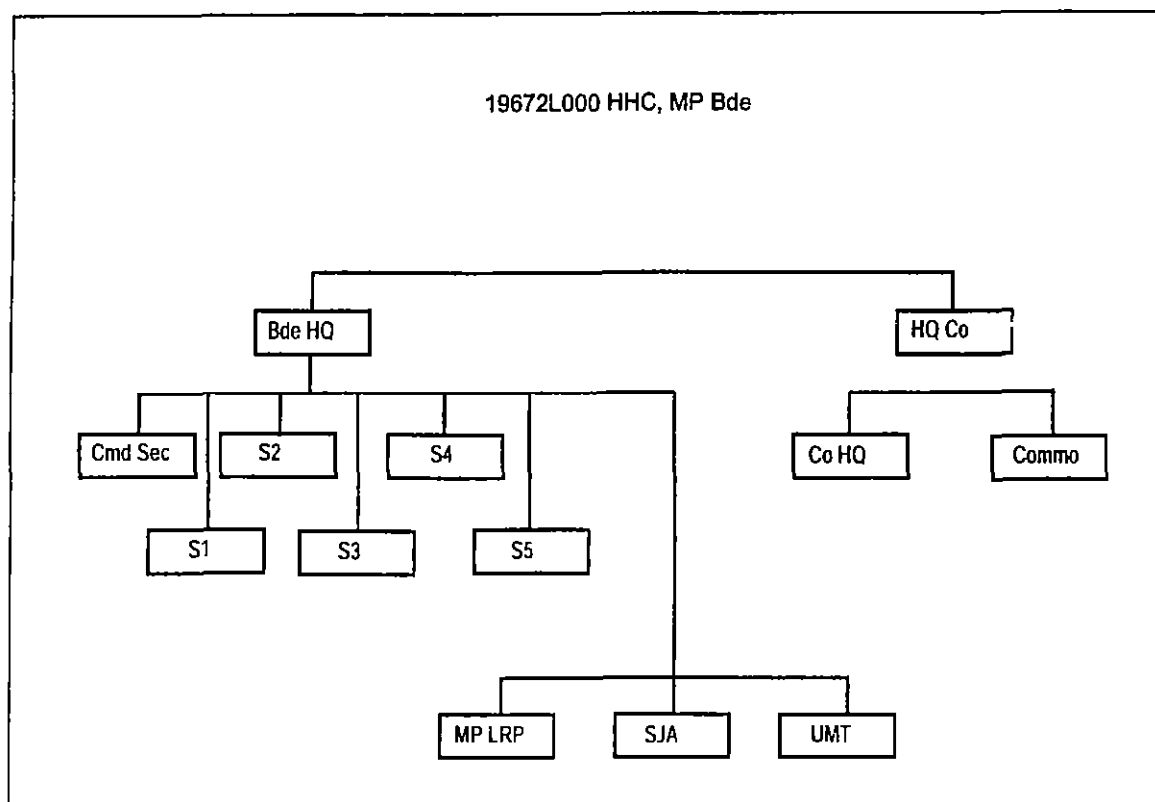 19672L000 HHC, MP Bde
Bde HQ
HQ Co
Cmd Sec
S2
S4
Co HQ
Commo
S1
S3
S5
MP LRP
SJA
UMT